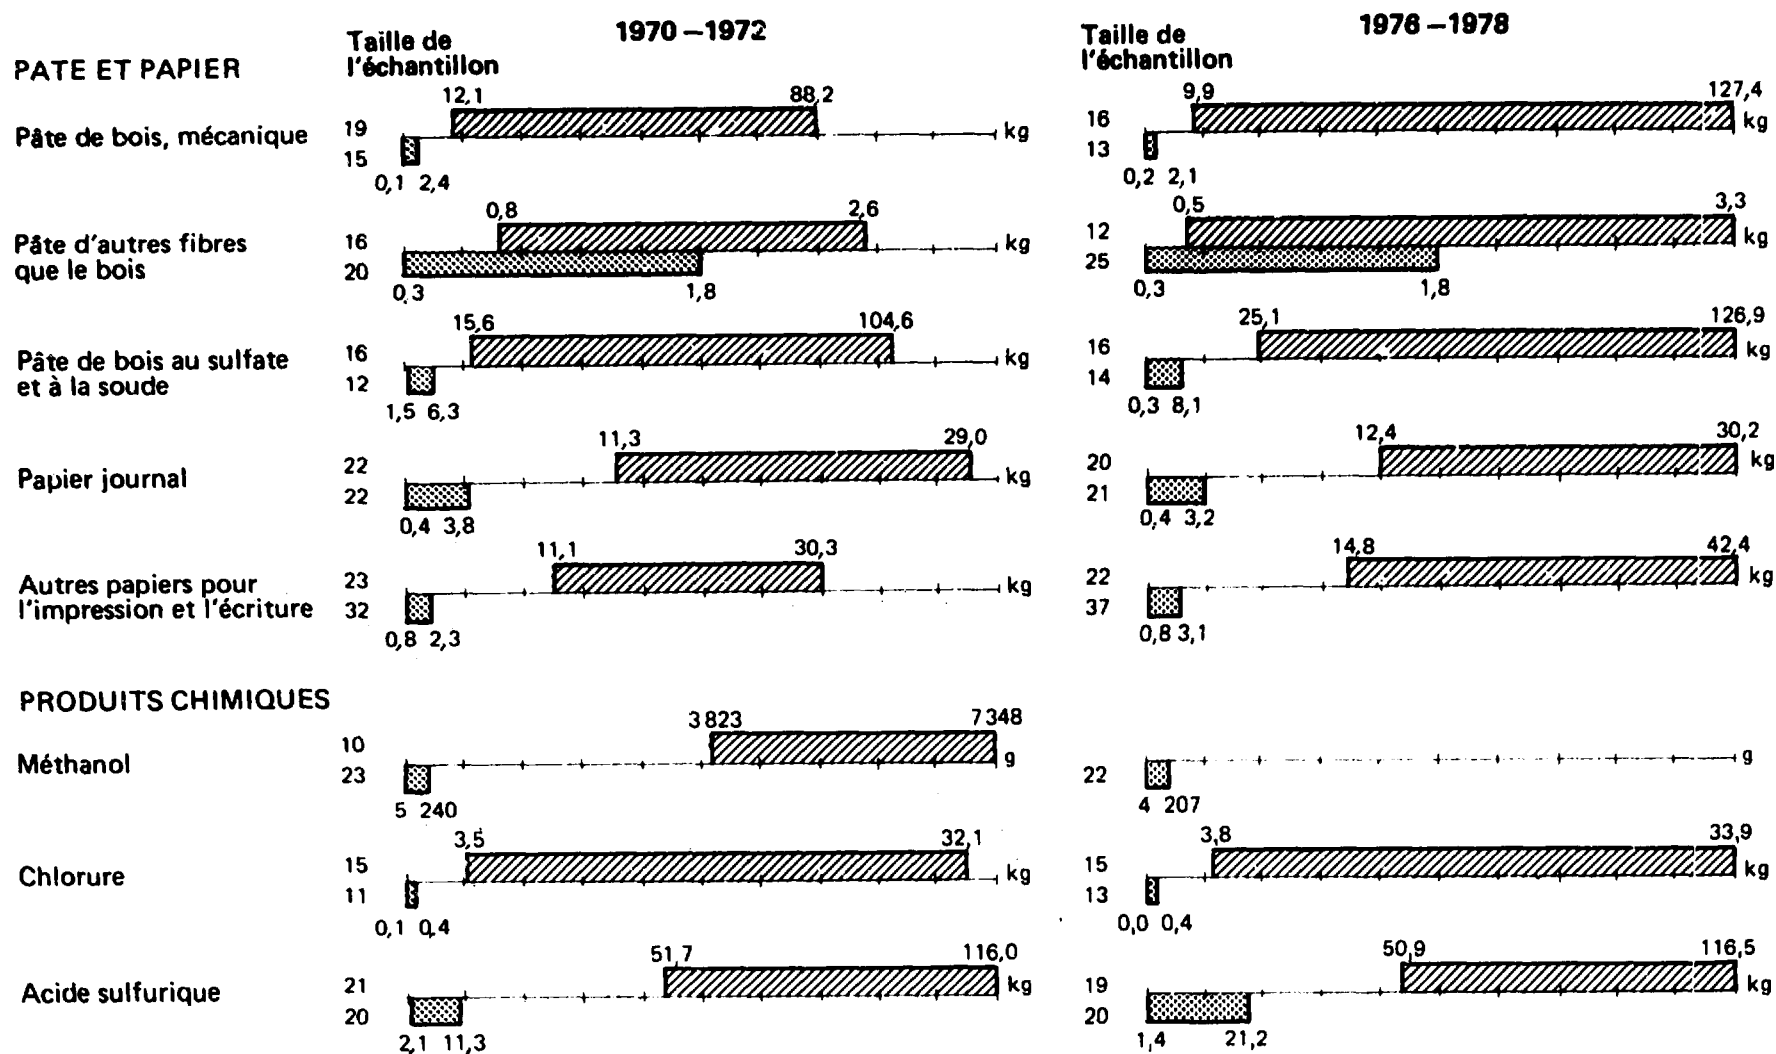 1970–1972
1976–1978
Taille de
l'échantillon
Taille de
l'échantillon
PATE ET PAPIER
12,1 88,2 9,9 127,4
Pâte de bois, mécanique 19 kg 16 kg
15 13
0,1 2,4 0,2 2,1
0,8 2,6 0,5 3,3
Pâte d'autres fibres 16 kg 12 kg
que le bois 20 25
0,3 1,8 0,3 1,8
15,6 104,6 25,1 126,9
Pâte de bois au sulfate 16 kg 16 kg
et à la soude 12 14
1,5 6,3 0,3 8,1
11,3 29,0 12,4 30,2
Papier journal 22 kg 20 kg
22 21
0,4 3,8 0,4 3,2
11,1 30,3 14,8 42,4
Autres papiers pour 23 kg 22 kg
l'impression et l'écriture 32 37
0,8 2,3 0,8 3,1
PRODUITS CHIMIQUES
3 823 7 348
Méthanol 10 g g
23 22
5 240 4 207
3,5 32,1 3,8 33,9
Chlorure 15 kg 15 kg
11 13
0,1 0,4 0,0 0,4
51,7 116,0 50,9 116,5
Acide sulfurique 21 kg 19 kg
20 20
2,1 11,3 1,4 21,2